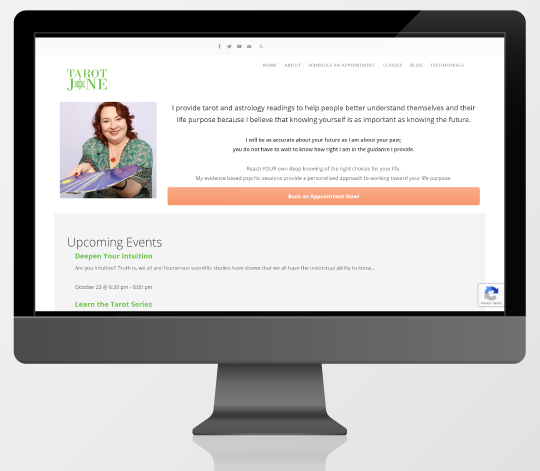 HOME ABOUT SCHEDULE AN APPOINTMENT CLASSES BLOG TESTIMONIALS
TAROT
JANE
I provide tarot and astrology readings to help people better understand themselves and their
life purpose because I believe that knowing yourself is as important as knowing the future.
I will be as accurate about your future as I am about your past;
you do not have to wait to know how right I am in the guidance I provide.
Reach YOUR own deep knowing of the right choices for your life.
My evidence based psychic sessions provide a personalized approach to working toward your life purpose.
Book an Appointment Now!
Upcoming Events
Deepen Your Intuition
Are you intuitive? Truth is, we all are! Numerous scientific studies have shown that we all have the instinctual ability to know...
October 23 @ 6:30 pm - 8:00 pm
Learn the Tarot Series